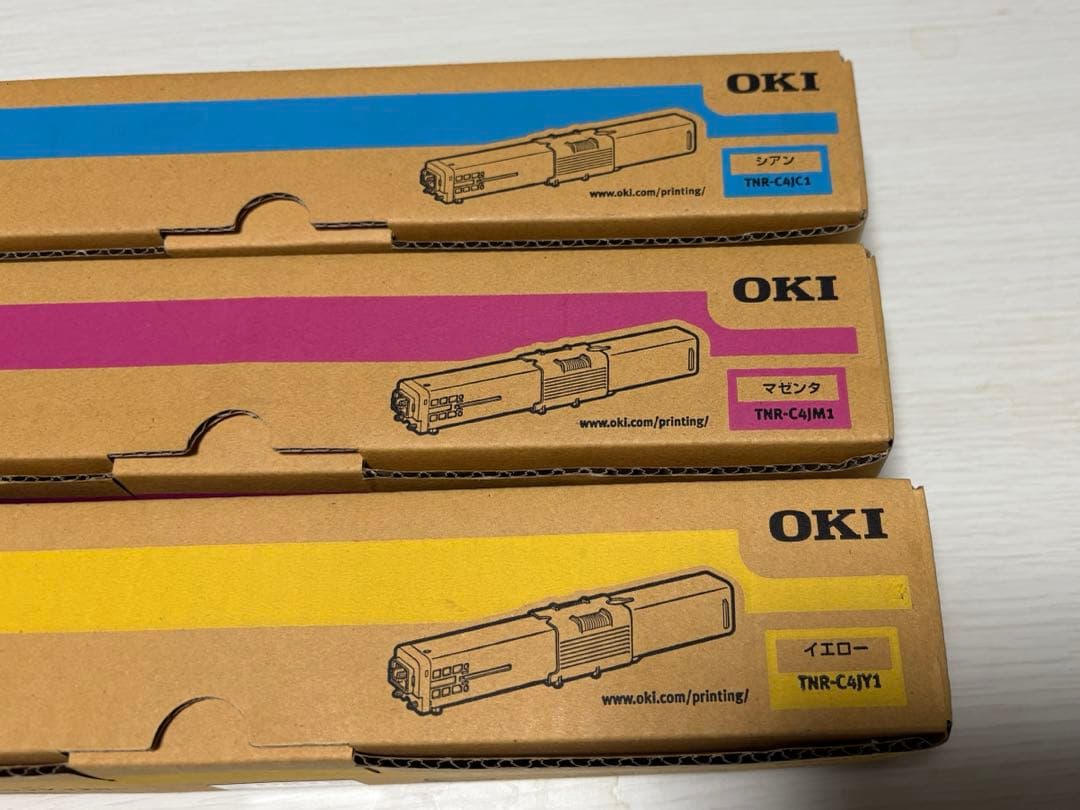 OKI
シアン
TNR-C4JC1
www.oki.com/printing/
OKI
マゼンタ
TNR-C4JM1
www.oki.com/printing/
OKI
イエロー
TNR-C4JY1
www.oki.com/printing/